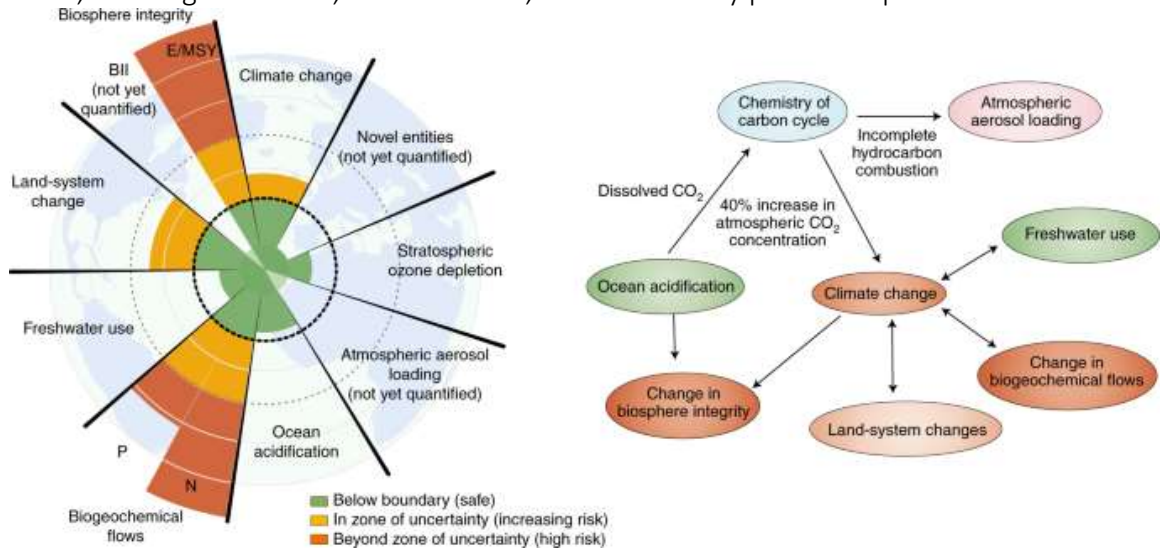 Biosphere integrity
E/MSY
BII
(not yet
quantified)
Climate change
Novel entities
(not yet quantified)
Land-system
change
Stratospheric
ozone depletion
Freshwater use
Atmospheric aerosol
loading
(not yet quantified)
Ocean
acidification
P
N
Biogeochemical
flows
Below boundary (safe)
In zone of uncertainty (increasing risk)
Beyond zone of uncertainty (high risk)
Chemistry of
carbon cycle
Atmospheric
aerosol loading
Incomplete
hydrocarbon
combustion
Dissolved CO₂
40% increase in
atmospheric CO₂
concentration
Freshwater use
Ocean acidification
Climate change
Change in
biogeochemical flows
Change in
biosphere integrity
Land-system changes